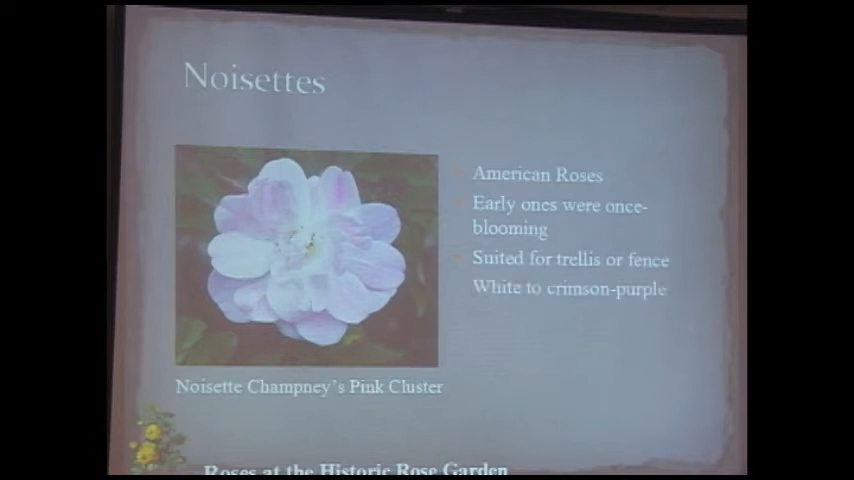 Noisettes
American Roses
Early ones were once-
blooming
Suited for trellis or fence
White to crimson-purple
Noisette Champney's Pink Cluster
Roses at the Historic Rose Garden